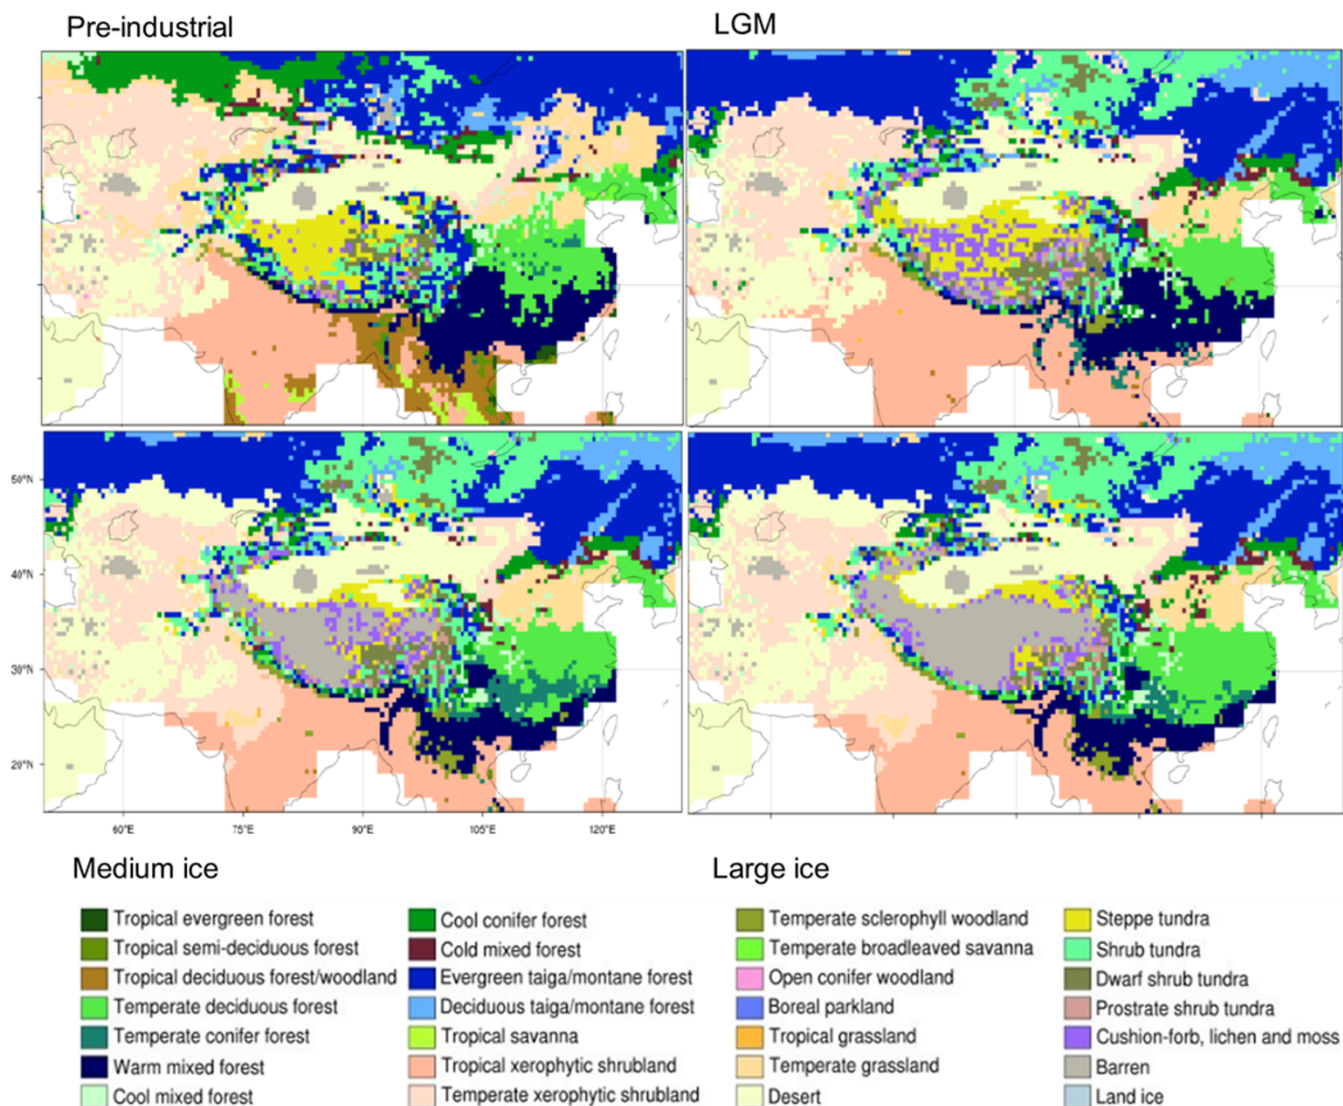 Pre-industrial
LGM
50°N
40°N
30°N
20°N
60°E
75°E
90°E
105°E
120°E
Medium ice
Large ice
Tropical evergreen forest
Tropical semi-deciduous forest
Tropical deciduous forest/woodland
Temperate deciduous forest
Temperate conifer forest
Warm mixed forest
Cool mixed forest
Cool conifer forest
Cold mixed forest
Evergreen taiga/montane forest
Deciduous taiga/montane forest
Tropical savanna
Tropical xerophytic shrubland
Temperate xerophytic shrubland
Temperate sclerophyll woodland
Temperate broadleaved savanna
Open conifer woodland
Boreal parkland
Tropical grassland
Temperate grassland
Desert
Steppe tundra
Shrub tundra
Dwarf shrub tundra
Prostrate shrub tundra
Cushion-forb, lichen and moss
Barren
Land ice